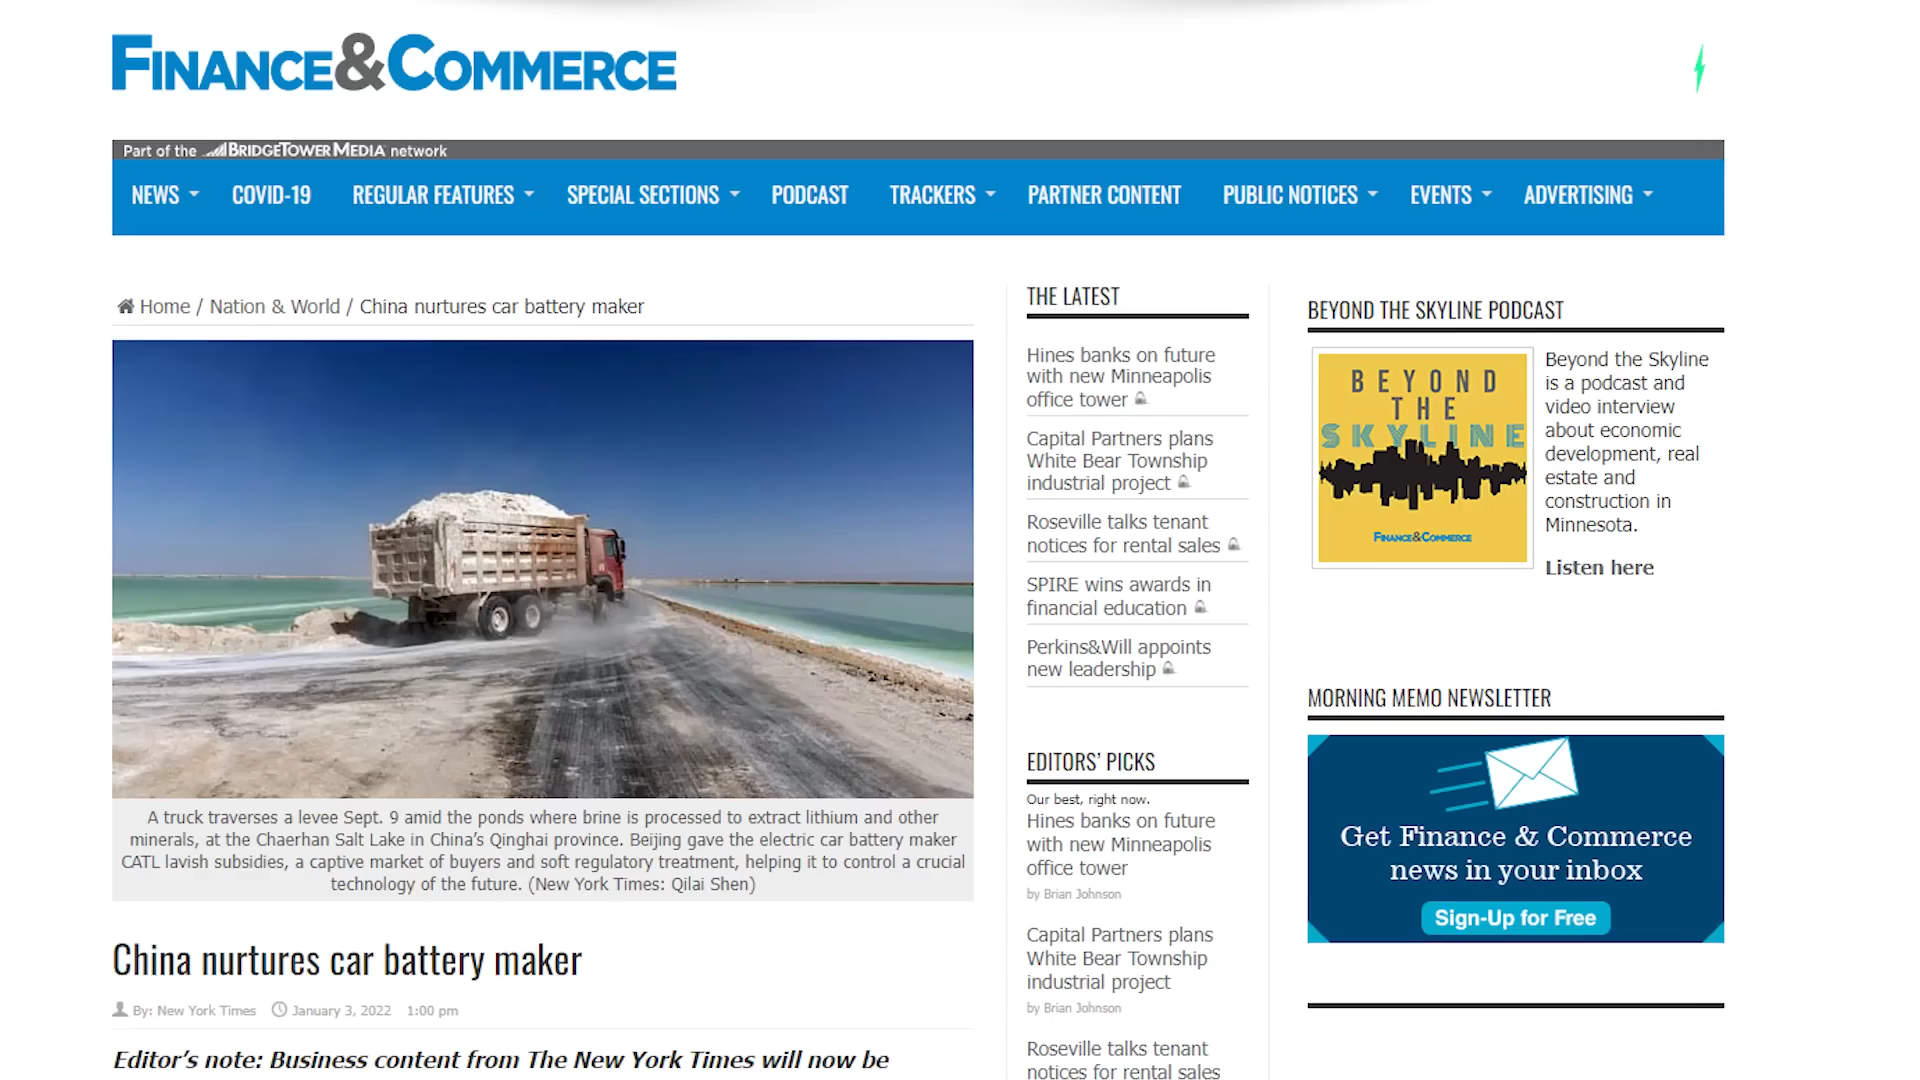 FINANCE&COMMERCE
Part of the BRIDGETOWER MEDIA network
NEWS COVID-19 REGULAR FEATURES SPECIAL SECTIONS PODCAST TRACKERS PARTNER CONTENT PUBLIC NOTICES EVENTS ADVERTISING
Home / Nation & World / China nurtures car battery maker
A truck traverses a levee Sept. 9 amid the ponds where brine is processed to extract lithium and other
minerals, at the Chaerhan Salt Lake in China’s Qinghai province. Beijing gave the electric car battery maker
CATL lavish subsidies, a captive market of buyers and soft regulatory treatment, helping it to control a crucial
technology of the future. (New York Times: Qilai Shen)
China nurtures car battery maker
By: New York Times January 3, 2022 1:00 pm
Editor’s note: Business content from The New York Times will now be
THE LATEST
Hines banks on future
with new Minneapolis
office tower
Capital Partners plans
White Bear Township
industrial project
Roseville talks tenant
notices for rental sales
SPIRE wins awards in
financial education
Perkins&Will appoints
new leadership
EDITORS’ PICKS
Our best, right now.
Hines banks on future
with new Minneapolis
office tower
by Brian Johnson
Capital Partners plans
White Bear Township
industrial project
by Brian Johnson
Roseville talks tenant
notices for rental sales
BEYOND THE SKYLINE PODCAST
BEYOND
THE
SKYLINE
FINANCE&COMMERCE
Beyond the Skyline
is a podcast and
video interview
about economic
development, real
estate and
construction in
Minnesota.
Listen here
MORNING MEMO NEWSLETTER
Get Finance & Commerce
news in your inbox
Sign-Up for Free